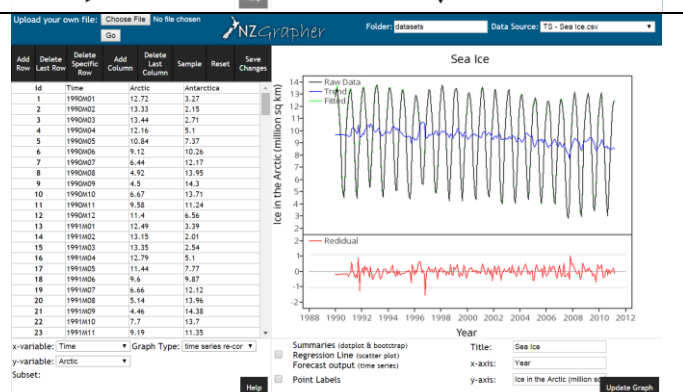 Upload your own file: Choose File No file chosen
Go
NZGrapher
Folder: datasets
Data Source: TS - Sea Ice.csv
Add Row
Delete Last Row
Delete Specific Row
Add Column
Delete Last Column
Sample
Reset
Save Changes
id Time Arctic Antarctica
1 1990M01 12.72 3.27
2 1990M02 13.33 2.15
3 1990M03 13.44 2.71
4 1990M04 12.16 5.1
5 1990M05 10.84 7.37
6 1990M06 9.12 10.26
7 1990M07 6.44 12.17
8 1990M08 4.92 13.95
9 1990M09 4.5 14.3
10 1990M10 6.67 13.71
11 1990M11 9.58 11.24
12 1990M12 11.4 6.56
13 1991M01 12.49 3.39
14 1991M02 13.15 2.01
15 1991M03 13.35 2.54
16 1991M04 12.79 5.1
17 1991M05 11.44 7.77
18 1991M06 9.6 9.87
19 1991M07 6.66 12.12
20 1991M08 5.14 13.96
21 1991M09 4.46 14.38
22 1991M10 7.7 13.7
23 1991M11 9.19 11.35
Sea Ice
Ice in the Arctic (million sq km)
Raw Data
Trend
Fitted
14
13
12
11
10
9
8
7
6
5
4
3
2
Redidual
2
1
0
-1
-2
1988 1990 1992 1994 1996 1998 2000 2002 2004 2006 2008 2010 2012
Year
x-variable: Time Graph Type: time series re-cor
y-variable: Arctic
Subset:
Help
Summaries (dotplot & bootstrap)
Regression Line (scatter plot)
Forecast output (time series)
Point Labels
Title: Sea Ice
x-axis: Year
y-axis: Ice in the Arctic (million sq
Update Graph